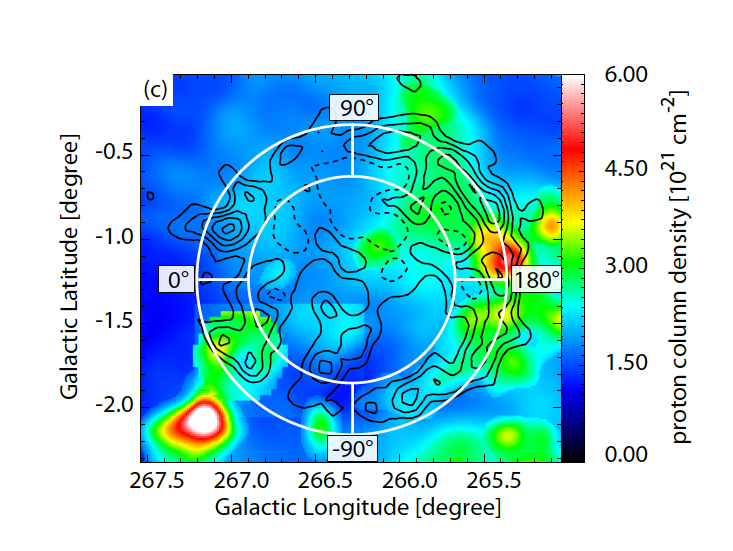 (c)
90°
0°
180°
-90°
-0.5
-1.0
-1.5
-2.0
Galactic Latitude [degree]
267.5 267.0 266.5 266.0 265.5
Galactic Longitude [degree]
6.00
4.50
3.00
1.50
0.00
proton column density [10²¹ cm⁻²]